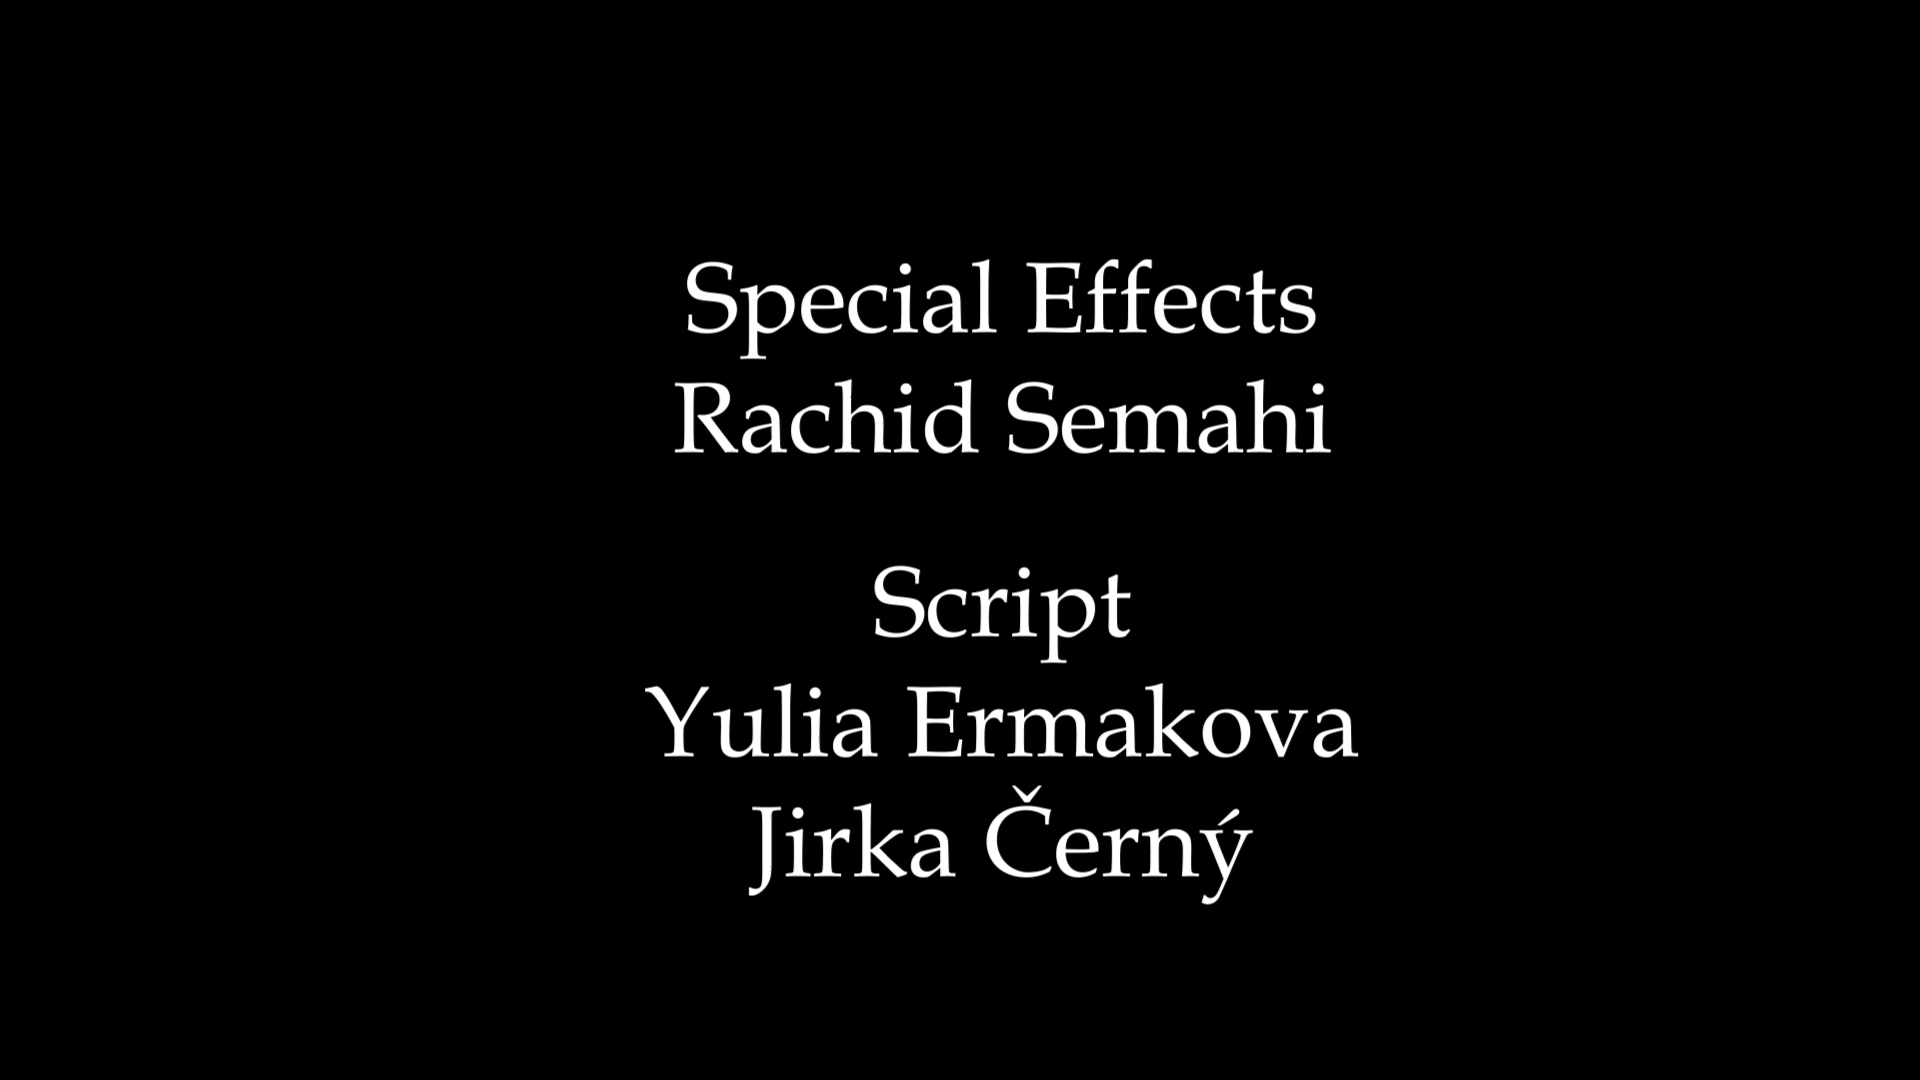 Special Effects
Rachid Semahi
Script
Yulia Ermakova
Jirka Černý